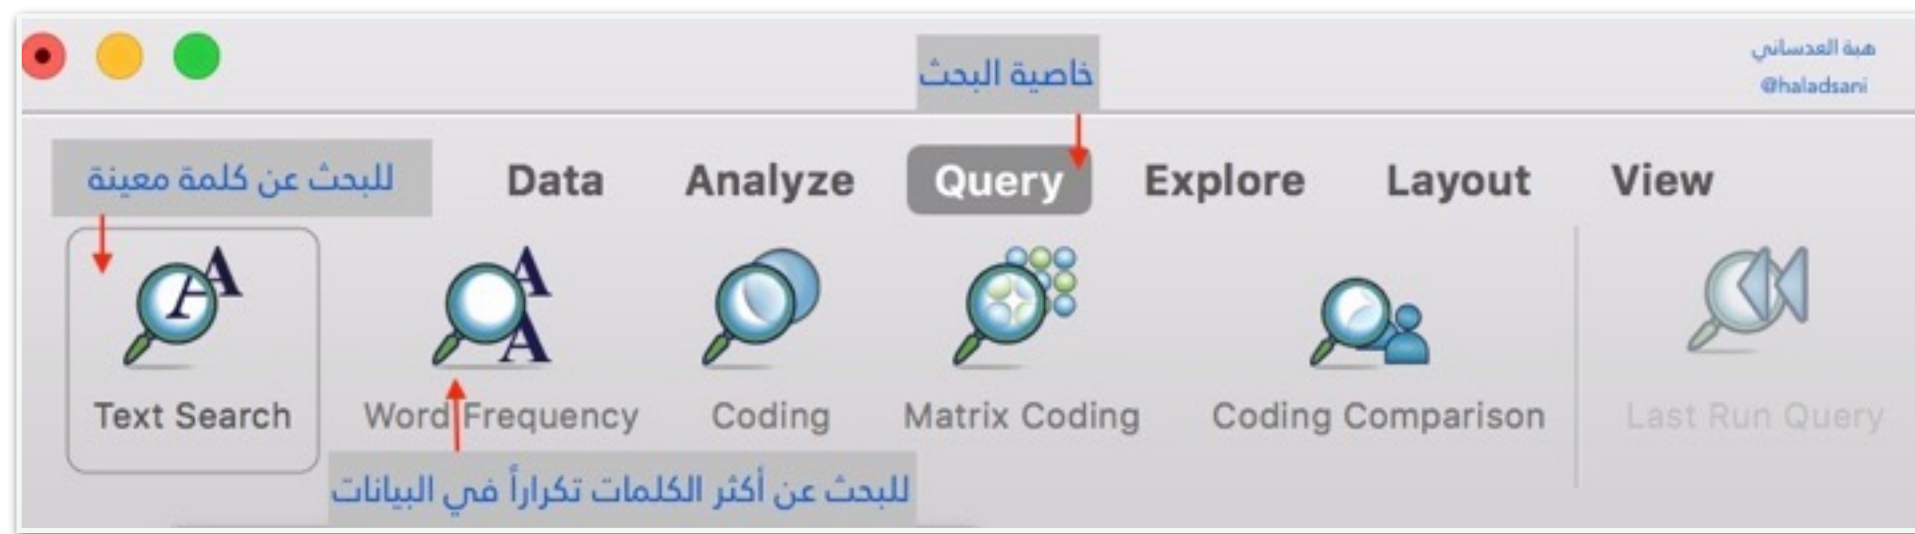 هبة العدساني
@haladsani
خاصية البحث
للبحث عن كلمة معينة
Data Analyze Query Explore Layout View
Text Search Word Frequency Coding Matrix Coding Coding Comparison Last Run Query
للبحث عن أكثر الكلمات تكراراً في البيانات